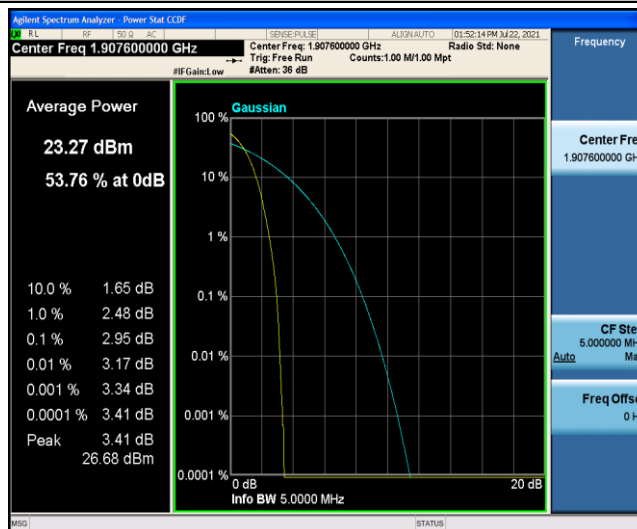 Agilent Spectrum Analyzer - Power Stat CCDF
RL RF 50 Ω AC SENSE:PULSE ALIGN AUTO 01:52:14 PM Jul 22, 2021
Center Freq 1.907600000 GHz
Center Freq: 1.907600000 GHz Radio Std: None
Trig: Free Run Counts:1.00 M/1.00 Mpt
#IFGain:Low #Atten: 36 dB
Frequency
Average Power
23.27 dBm
53.76 % at 0dB
10.0 % 1.65 dB
1.0 % 2.48 dB
0.1 % 2.95 dB
0.01 % 3.17 dB
0.001 % 3.34 dB
0.0001 % 3.41 dB
Peak 3.41 dB
26.68 dBm
Gaussian
100 %
10 %
1 %
0.1 %
0.01 %
0.001 %
0.0001 %
0 dB 20 dB
Info BW 5.0000 MHz
Center Fre
1.907600000 GH
CF Ste
5.000000 MH
Auto Ma
Freq Offs
0 H
MSG STATUS